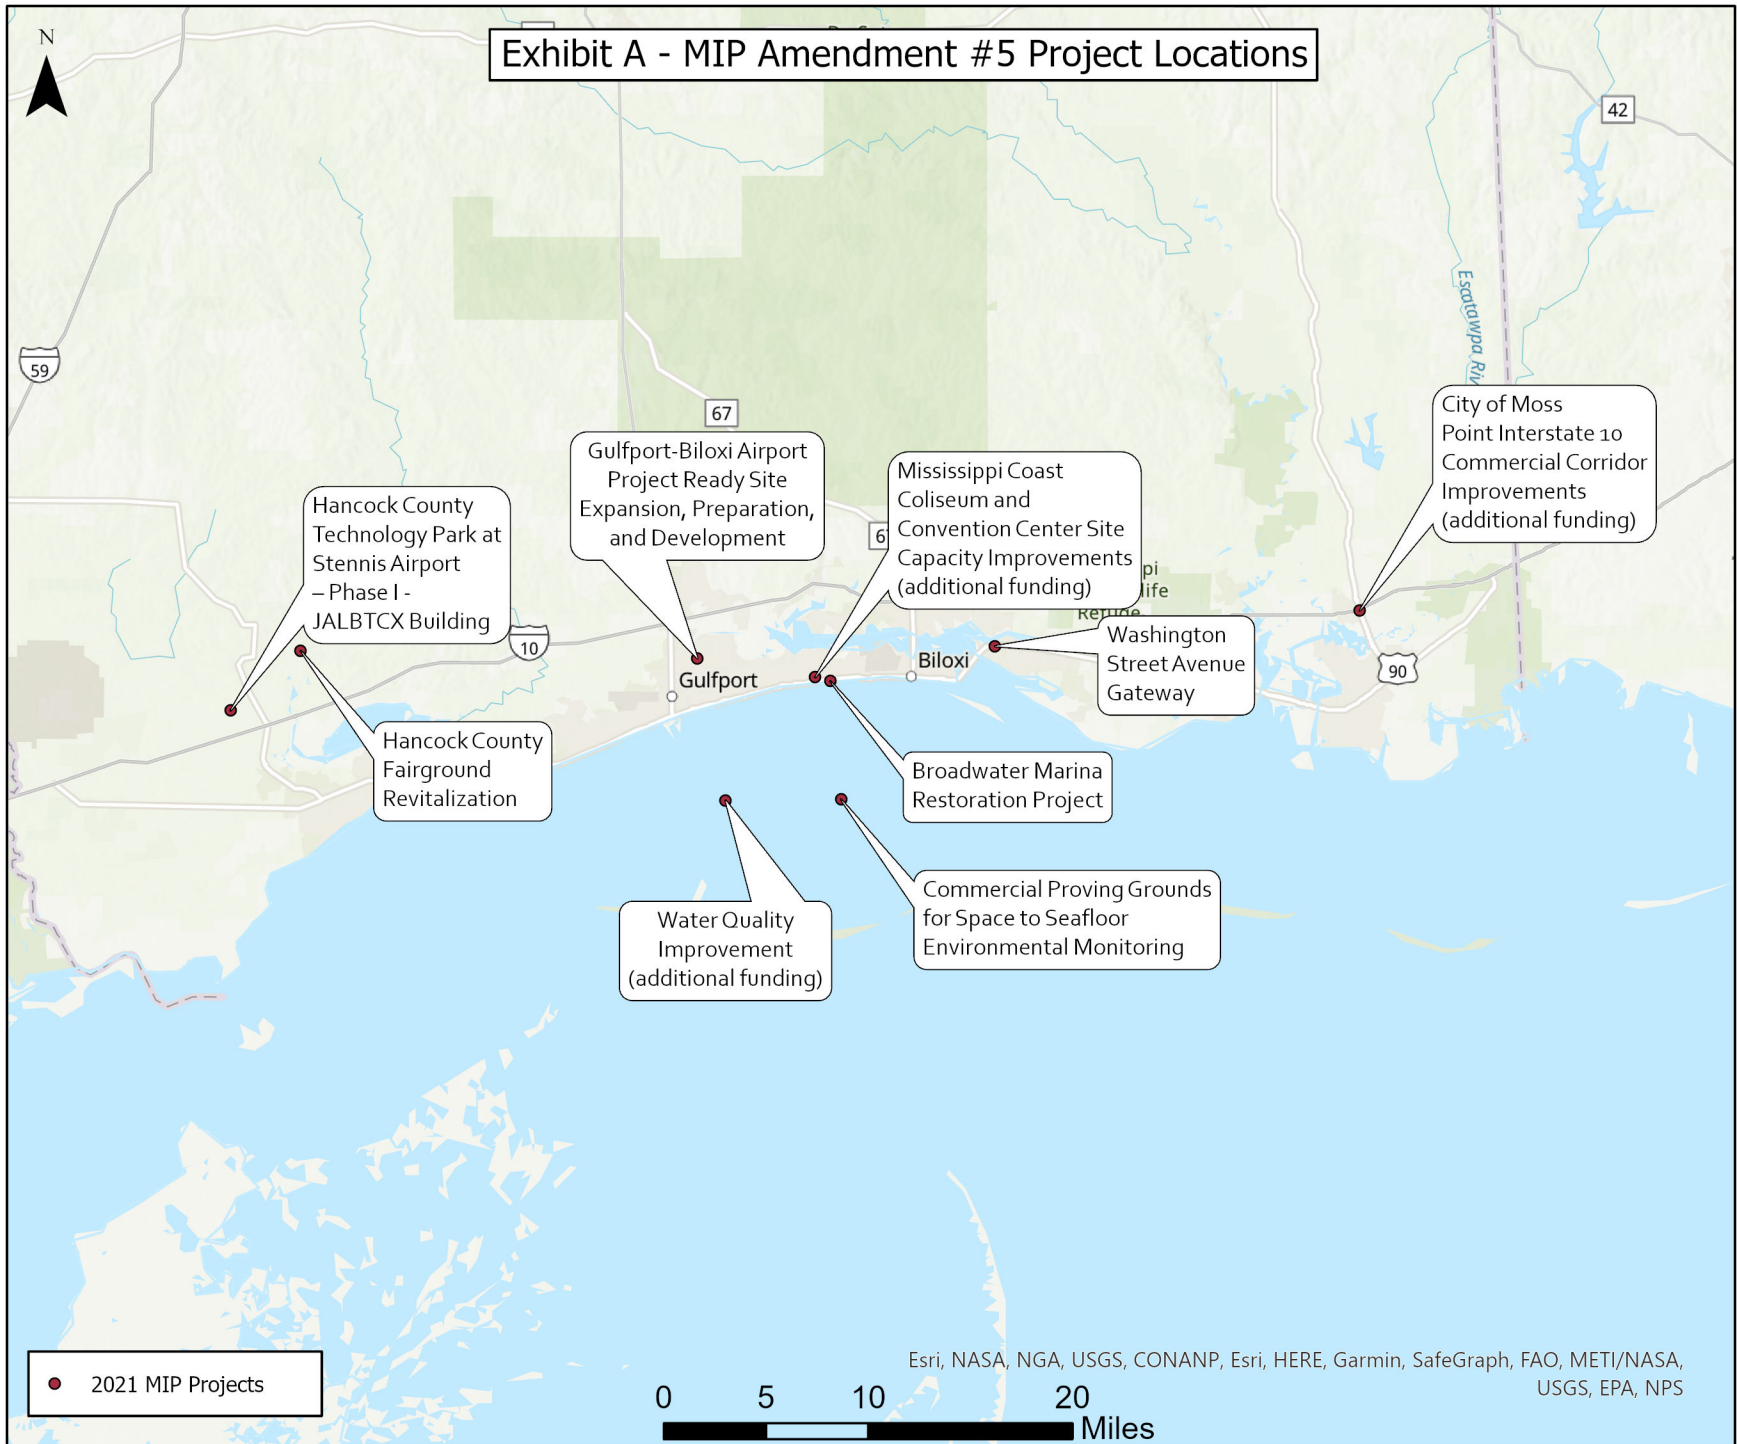 N
Exhibit A - MIP Amendment #5 Project Locations
42
59
Escatawpa Riv
67
City of Moss
Point Interstate 10
Commercial Corridor
Improvements
(additional funding)
Gulfport-Biloxi Airport
Project Ready Site
Expansion, Preparation,
and Development
Mississippi Coast
Coliseum and
Convention Center Site
Capacity Improvements
(additional funding)
Hancock County
Technology Park at
Stennis Airport
– Phase I -
JALBTCX Building
6
pi
life
Refuge
10
Washington
Street Avenue
Gateway
Biloxi
Gulfport
90
Hancock County
Fairground
Revitalization
Broadwater Marina
Restoration Project
Commercial Proving Grounds
for Space to Seafloor
Environmental Monitoring
Water Quality
Improvement
(additional funding)
2021 MIP Projects
Esri, NASA, NGA, USGS, CONANP, Esri, HERE, Garmin, SafeGraph, FAO, METI/NASA,
USGS, EPA, NPS
0 5 10 20
Miles